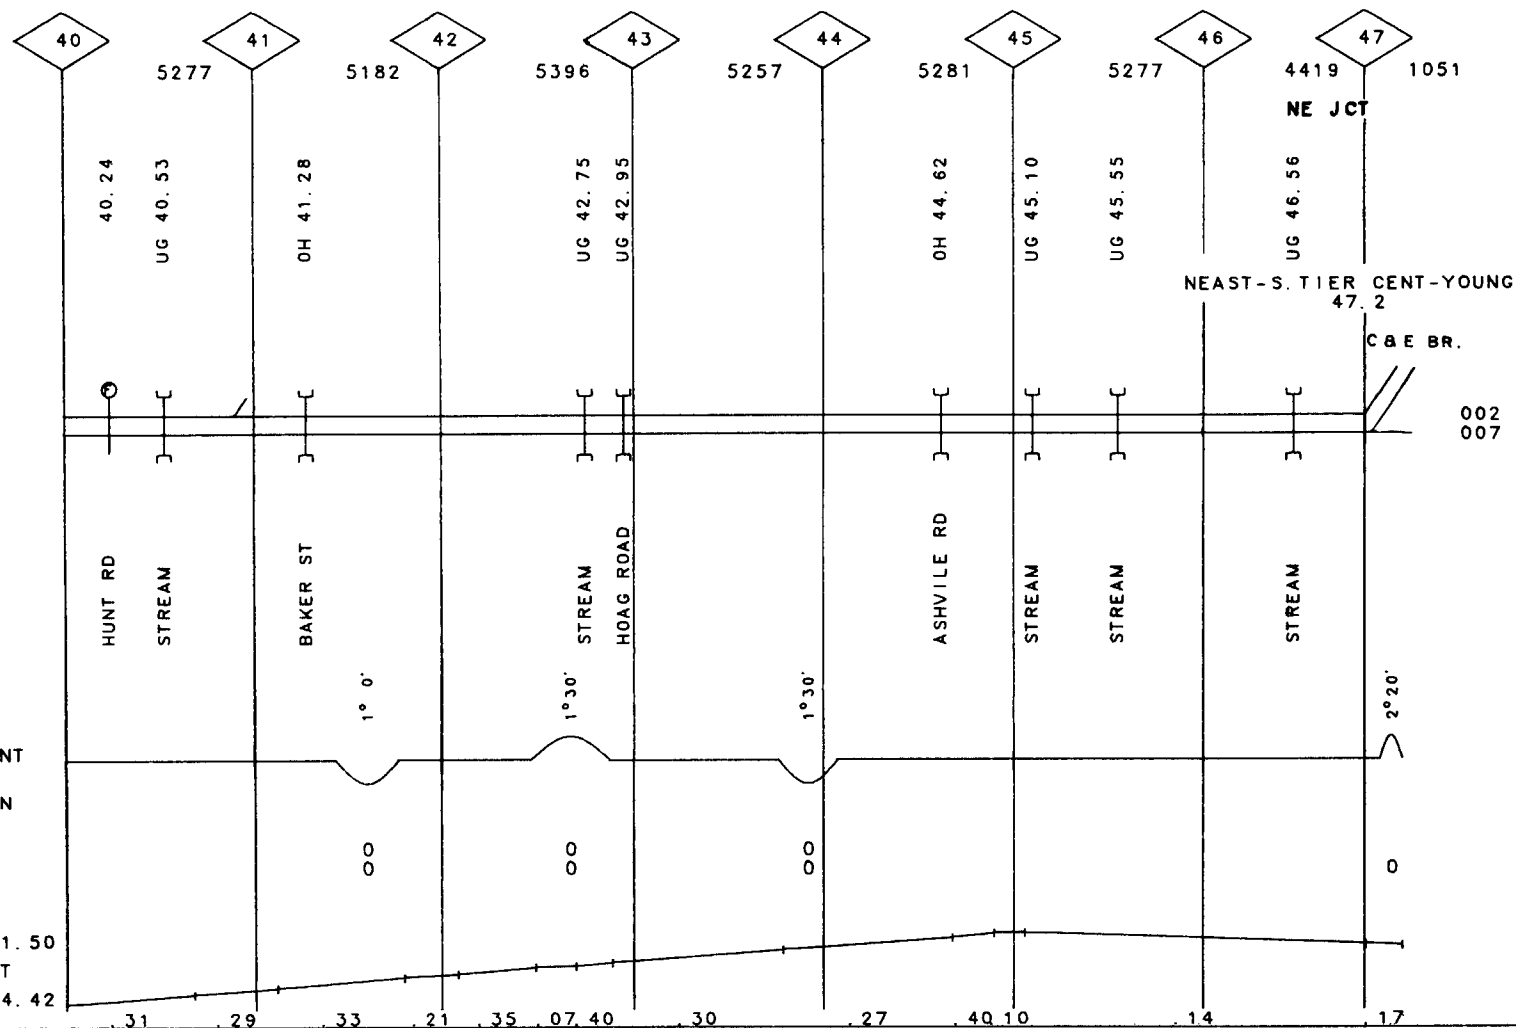 40 41 42 43 44 45 46 47
5277 5182 5396 5257 5281 5277 4419 1051
NE JCT
40.24
UG 40.53
OH 41.28
UG 42.75
UG 42.95
OH 44.62
UG 45.10
UG 45.55
UG 46.56
NEAST-S.TIER CENT-YOUNG
47.2
C&E BR.
002
007
HUNT RD
STREAM
BAKER ST
STREAM
HOAG ROAD
ASHVILE RD
STREAM
STREAM
STREAM
1° 0'
1°30'
1°30'
2°20'
NT
N
0 0 0
0 0 0 0
1.50
T
4.42
.31 .29 .33 .21 .35 .07 .40 .30 .27 .40 .10 .14 .17